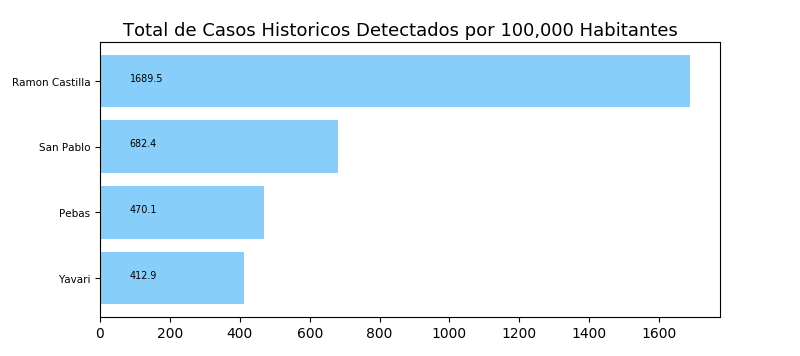 Total de Casos Historicos Detectados por 100,000 Habitantes
Ramon Castilla 1689.5
San Pablo 682.4
Pebas 470.1
Yavari 412.9
0 200 400 600 800 1000 1200 1400 1600